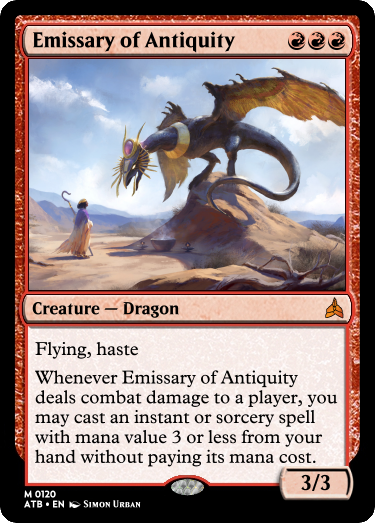 Emissary of Antiquity
Creature — Dragon
Flying, haste
Whenever Emissary of Antiquity
deals combat damage to a player, you
may cast an instant or sorcery spell
with mana value 3 or less from your
hand without paying its mana cost.
3/3
M 0120
ATB • EN Simon Urban